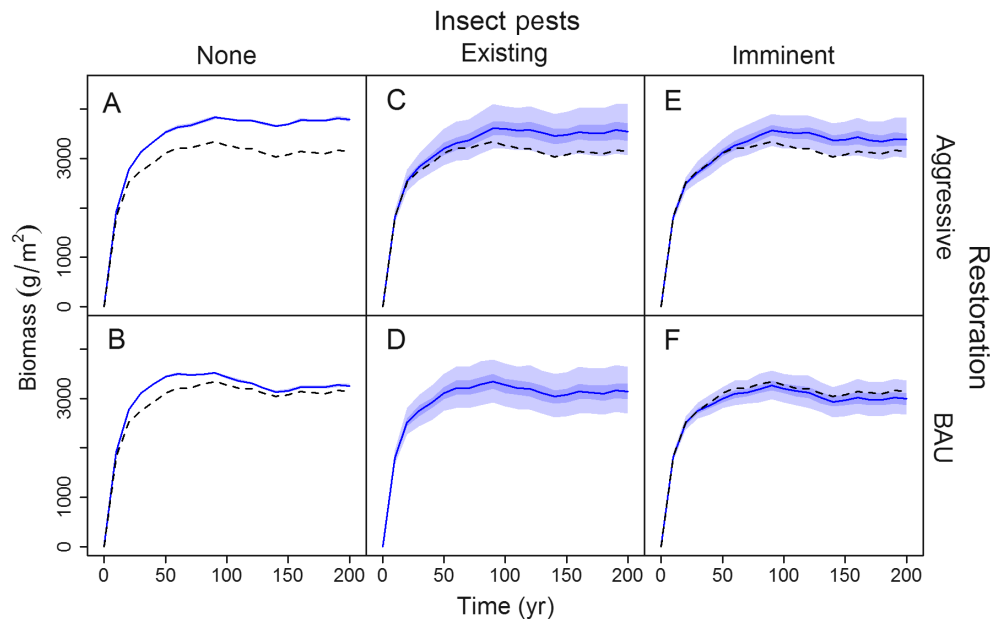 Insect pests
None
Existing
Imminent
A
C
E
Aggressive
3000
1000
0
B
D
F
BAU
3000
1000
0
Biomass (g/m²)
Restoration
0 50 100 150 200
0 50 100 150 200
0 50 100 150 200
Time (yr)